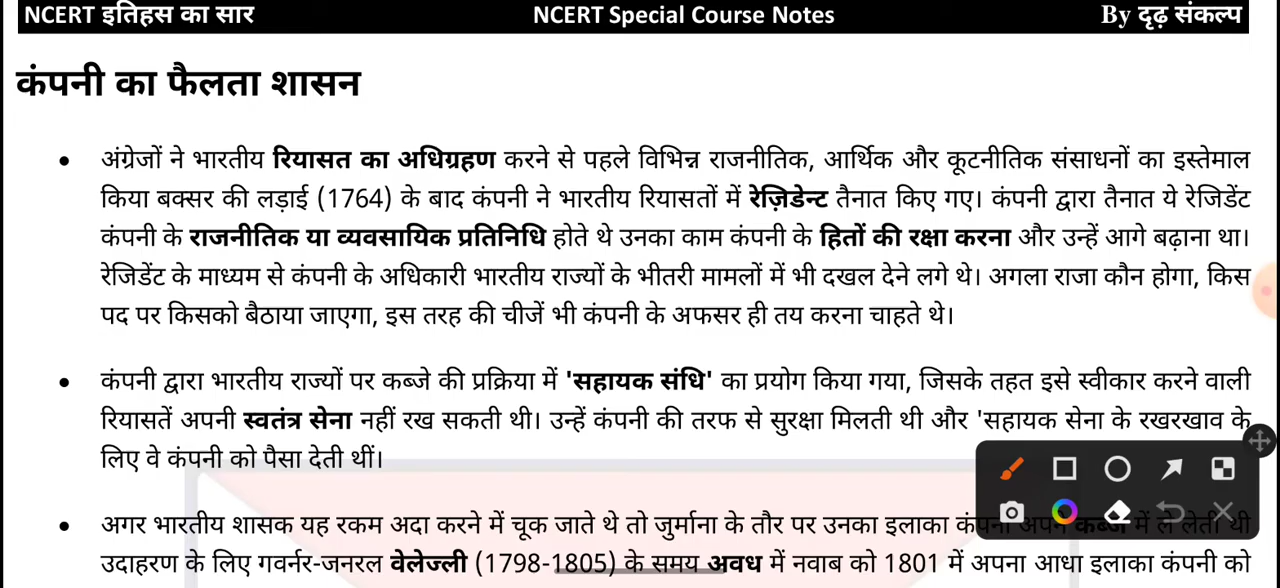 NCERT इतिहस का सार NCERT Special Course Notes By दृढ़ संकल्प
कंपनी का फैलता शासन
• अंग्रेजों ने भारतीय रियासत का अधिग्रहण करने से पहले विभिन्न राजनीतिक, आर्थिक और कूटनीतिक संसाधनों का इस्तेमाल
किया बक्सर की लड़ाई (1764) के बाद कंपनी ने भारतीय रियासतों में रेज़िडेन्ट तैनात किए गए। कंपनी द्वारा तैनात ये रेजिडेंट
कंपनी के राजनीतिक या व्यवसायिक प्रतिनिधि होते थे उनका काम कंपनी के हितों की रक्षा करना और उन्हें आगे बढ़ाना था।
रेजिडेंट के माध्यम से कंपनी के अधिकारी भारतीय राज्यों के भीतरी मामलों में भी दखल देने लगे थे। अगला राजा कौन होगा, किस
पद पर किसको बैठाया जाएगा, इस तरह की चीजें भी कंपनी के अफसर ही तय करना चाहते थे।
• कंपनी द्वारा भारतीय राज्यों पर कब्जे की प्रक्रिया में 'सहायक संधि' का प्रयोग किया गया, जिसके तहत इसे स्वीकार करने वाली
रियासतें अपनी स्वतंत्र सेना नहीं रख सकती थी। उन्हें कंपनी की तरफ से सुरक्षा मिलती थी और 'सहायक सेना के रखरखाव के
लिए वे कंपनी को पैसा देती थीं।
• अगर भारतीय शासक यह रकम अदा करने में चूक जाते थे तो जुर्माना के तौर पर उनका इलाका कंपनी अपने कब्जे में ले लेती थी
उदाहरण के लिए गवर्नर-जनरल वेलेज्ली (1798-1805) के समय अवध में नवाब को 1801 में अपना आधा इलाका कंपनी को